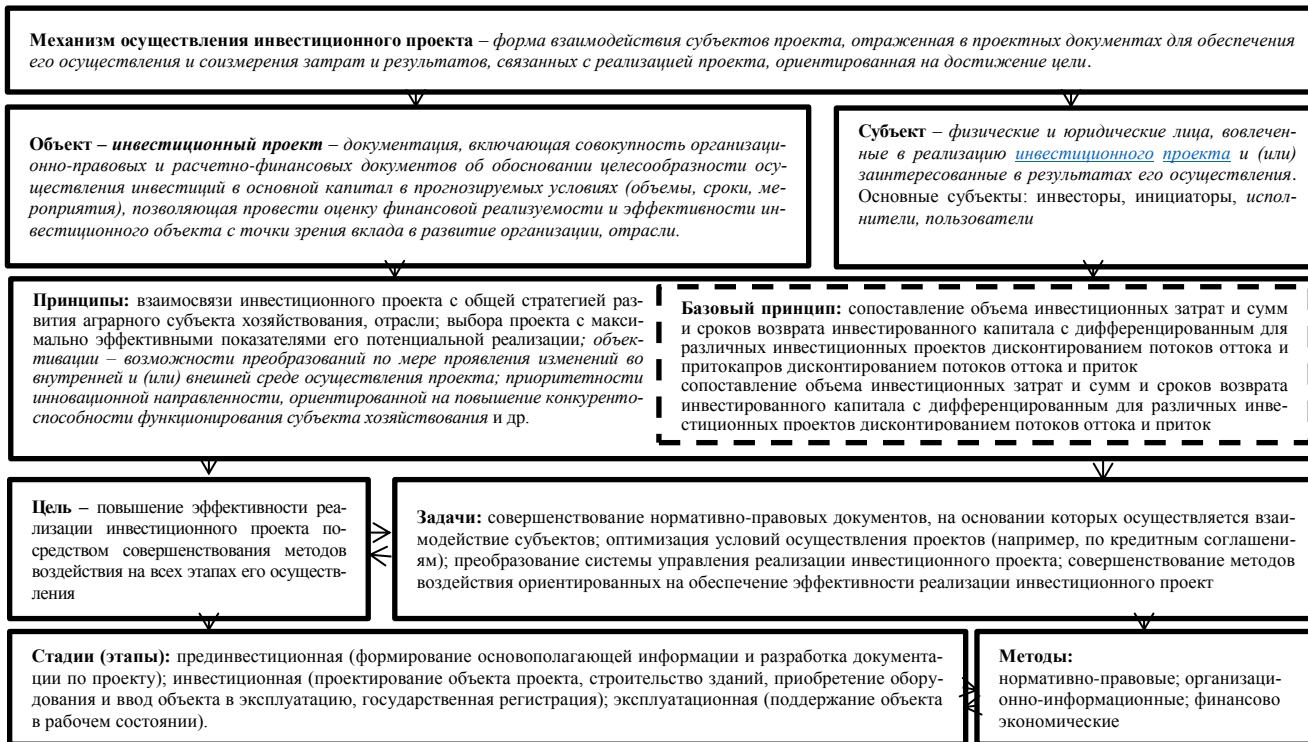 Механизм осуществления инвестиционного проекта – форма взаимодействия субъектов проекта, отраженная в проектных документах для обеспечения
его осуществления и соизмерения затрат и результатов, связанных с реализацией проекта, ориентированная на достижение цели.
Объект – инвестиционный проект – документация, включающая совокупность организаци-
онно-правовых и расчетно-финансовых документов об обосновании целесообразности осу-
ществления инвестиций в основной капитал в прогнозируемых условиях (объемы, сроки, ме-
роприятия), позволяющая провести оценку финансовой реализуемости и эффективности ин-
вестиционного объекта с точки зрения вклада в развитие организации, отрасли.
Субъект – физические и юридические лица, вовлечен-
ные в реализацию инвестиционного проекта и (или)
заинтересованные в результатах его осуществления.
Основные субъекты: инвесторы, инициаторы, испол-
нители, пользователи
Принципы: взаимосвязи инвестиционного проекта с общей стратегией раз-
вития аграрного субъекта хозяйствования, отрасли; выбора проекта с макси-
мально эффективными показателями его потенциальной реализации; объек-
тивации – возможности преобразований по мере проявления изменений во
внутренней и (или) внешней среде осуществления проекта; приоритетности
инновационной направленности, ориентированной на повышение конкуренто-
способности функционирования субъекта хозяйствования и др.
Базовый принцип: сопоставление объема инвестиционных затрат и сумм
и сроков возврата инвестированного капитала с дифференцированным для
различных инвестиционных проектов дисконтированием потоков оттока и
притокапров дисконтированием потоков оттока и приток
сопоставление объема инвестиционных затрат и сумм и сроков возврата
инвестированного капитала с дифференцированным для различных инве-
стиционных проектов дисконтированием потоков оттока и приток
Цель – повышение эффективности реа-
лизации инвестиционного проекта по-
средством совершенствования методов
воздействия на всех этапах его осуществ-
ления
Задачи: совершенствование нормативно-правовых документов, на основании которых осуществляется взаи-
модействие субъектов; оптимизация условий осуществления проектов (например, по кредитным соглашени-
ям); преобразование системы управления реализации инвестиционного проекта; совершенствование методов
воздействия ориентированных на обеспечение эффективности реализации инвестиционного проект
Стадии (этапы): прединвестиционная (формирование основополагающей информации и разработка документа-
ции по проекту); инвестиционная (проектирование объекта проекта, строительство зданий, приобретение обору-
дования и ввод объекта в эксплуатацию, государственная регистрация); эксплуатационная (поддержание объекта
в рабочем состоянии).
Методы:
нормативно-правовые; организаци-
онно-информационные; финансово
экономические